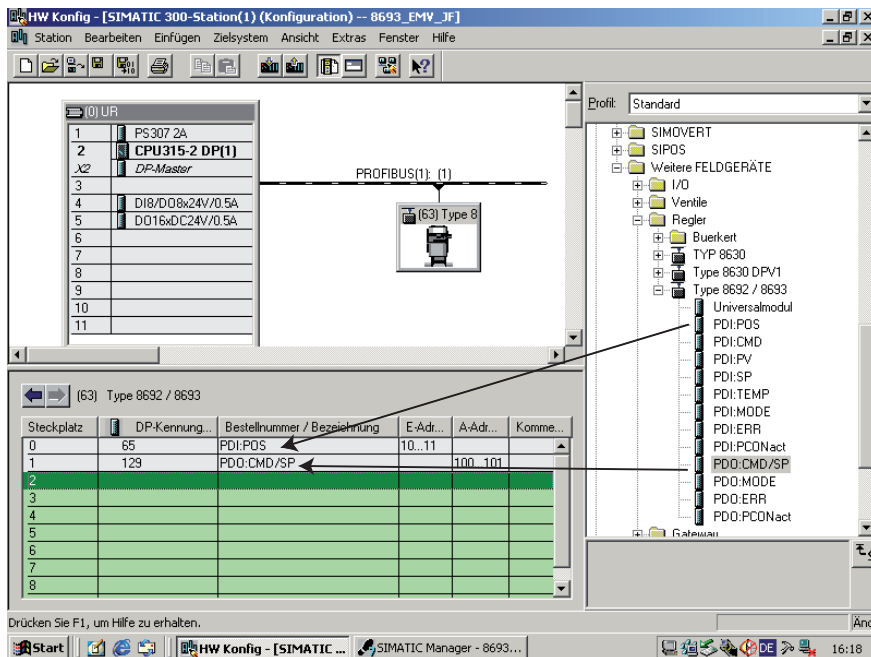 HW Konfig - [SIMATIC 300-Station(1) (Konfiguration) -- 8693_EMV_JF]
Station Bearbeiten Einfügen Zielsystem Ansicht Extras Fenster Hilfe
(0) UR
1 PS307 2A
2 CPU315-2 DP(1)
X2 DP-Master
3
4 DI8/DO8x24V/0.5A
5 DO16xDC24V/0.5A
6
7
8
9
10
11
PROFIBUS(1): (1)
(63) Type 8
Profil: Standard
SIMOVERT
SIPOS
Weitere FELDGERÄTE
I/O
Ventile
Regler
Buerkert
TYP 8630
Type 8630 DPV1
Type 8692 / 8693
Universalmodul
PDI:POS
PDI:CMD
PDI:PV
PDI:SP
PDI:TEMP
PDI:MODE
PDI:ERR
PDI:PCONact
PDO:CMD/SP
PDO:MODE
PDO:ERR
PDO:PCONact
Gateway
(63) Type 8692 / 8693
Steckplatz DP-Kennung... Bestellnummer / Bezeichnung E-Adr... A-Adr... Komme...
0 65 PDI:POS 10...11
1 129 PDO:CMD/SP 100...101
2
3
4
5
6
7
8
Drücken Sie F1, um Hilfe zu erhalten.
Änd
Start
HW Konfig - [SIMATIC ...
SIMATIC Manager - 8693...
DE
16:18